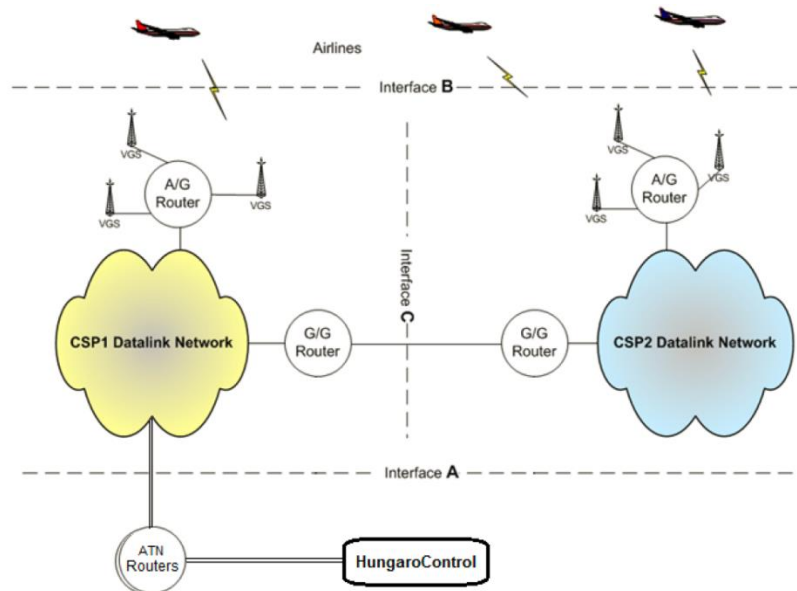 Airlines
Interface B
VGS
VGS
VGS
A/G
Router
VGS
VGS
VGS
A/G
Router
Interface C
CSP1 Datalink Network
G/G
Router
G/G
Router
CSP2 Datalink Network
Interface A
ATN
Routers
HungaroControl